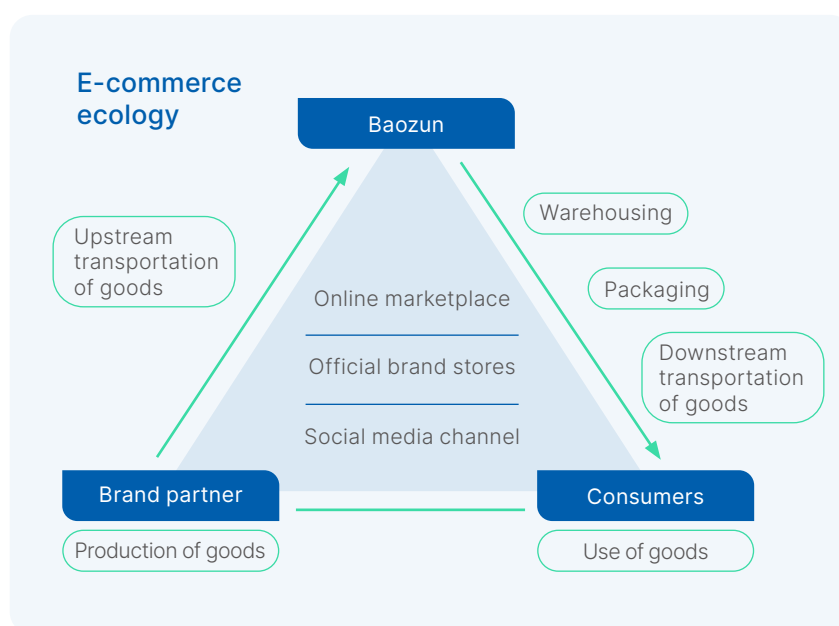 E-commerce
ecology
Baozun
Upstream
transportation
of goods
Warehousing
Packaging
Downstream
transportation
of goods
Online marketplace
Official brand stores
Social media channel
Brand partner
Production of goods
Consumers
Use of goods